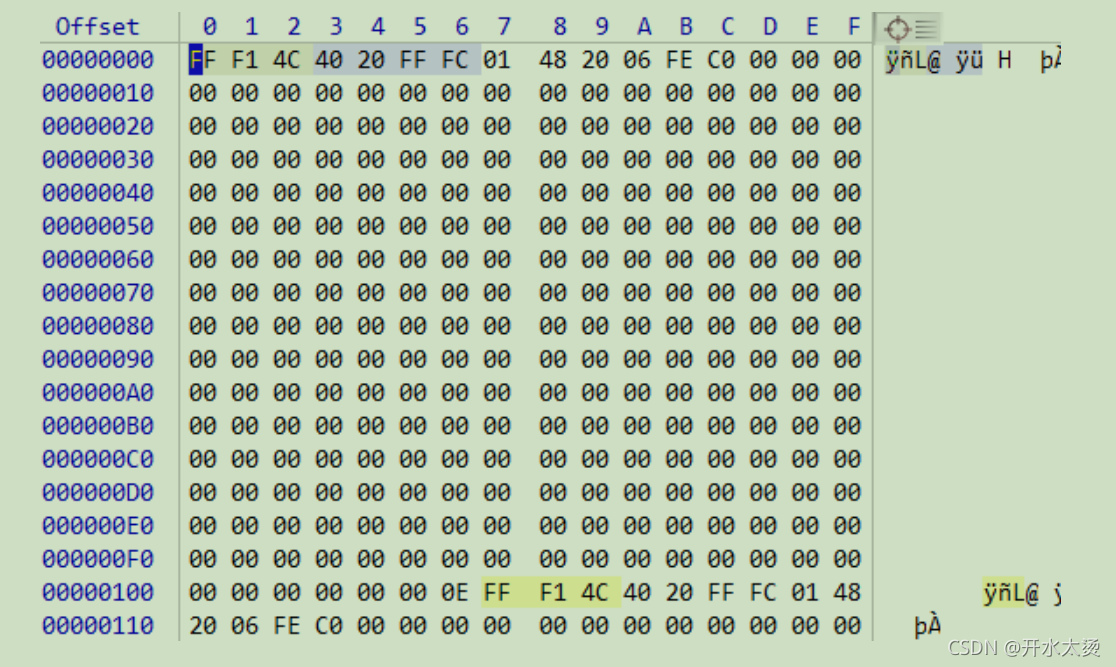 Offset 0 1 2 3 4 5 6 7 8 9 A B C D E F
00000000 FF F1 4C 40 20 FF FC 01 48 20 06 FE C0 00 00 00 ÿñL@ ÿü H þÀ
00000010 00 00 00 00 00 00 00 00 00 00 00 00 00 00 00 00
00000020 00 00 00 00 00 00 00 00 00 00 00 00 00 00 00 00
00000030 00 00 00 00 00 00 00 00 00 00 00 00 00 00 00 00
00000040 00 00 00 00 00 00 00 00 00 00 00 00 00 00 00 00
00000050 00 00 00 00 00 00 00 00 00 00 00 00 00 00 00 00
00000060 00 00 00 00 00 00 00 00 00 00 00 00 00 00 00 00
00000070 00 00 00 00 00 00 00 00 00 00 00 00 00 00 00 00
00000080 00 00 00 00 00 00 00 00 00 00 00 00 00 00 00 00
00000090 00 00 00 00 00 00 00 00 00 00 00 00 00 00 00 00
000000A0 00 00 00 00 00 00 00 00 00 00 00 00 00 00 00 00
000000B0 00 00 00 00 00 00 00 00 00 00 00 00 00 00 00 00
000000C0 00 00 00 00 00 00 00 00 00 00 00 00 00 00 00 00
000000D0 00 00 00 00 00 00 00 00 00 00 00 00 00 00 00 00
000000E0 00 00 00 00 00 00 00 00 00 00 00 00 00 00 00 00
000000F0 00 00 00 00 00 00 00 00 00 00 00 00 00 00 00 00
00000100 00 00 00 00 00 00 0E FF F1 4C 40 20 FF FC 01 48 ÿñL@ ÿ
00000110 20 06 FE C0 00 00 00 00 00 00 00 00 00 00 00 00 þÀ
CSDN @开水太烫